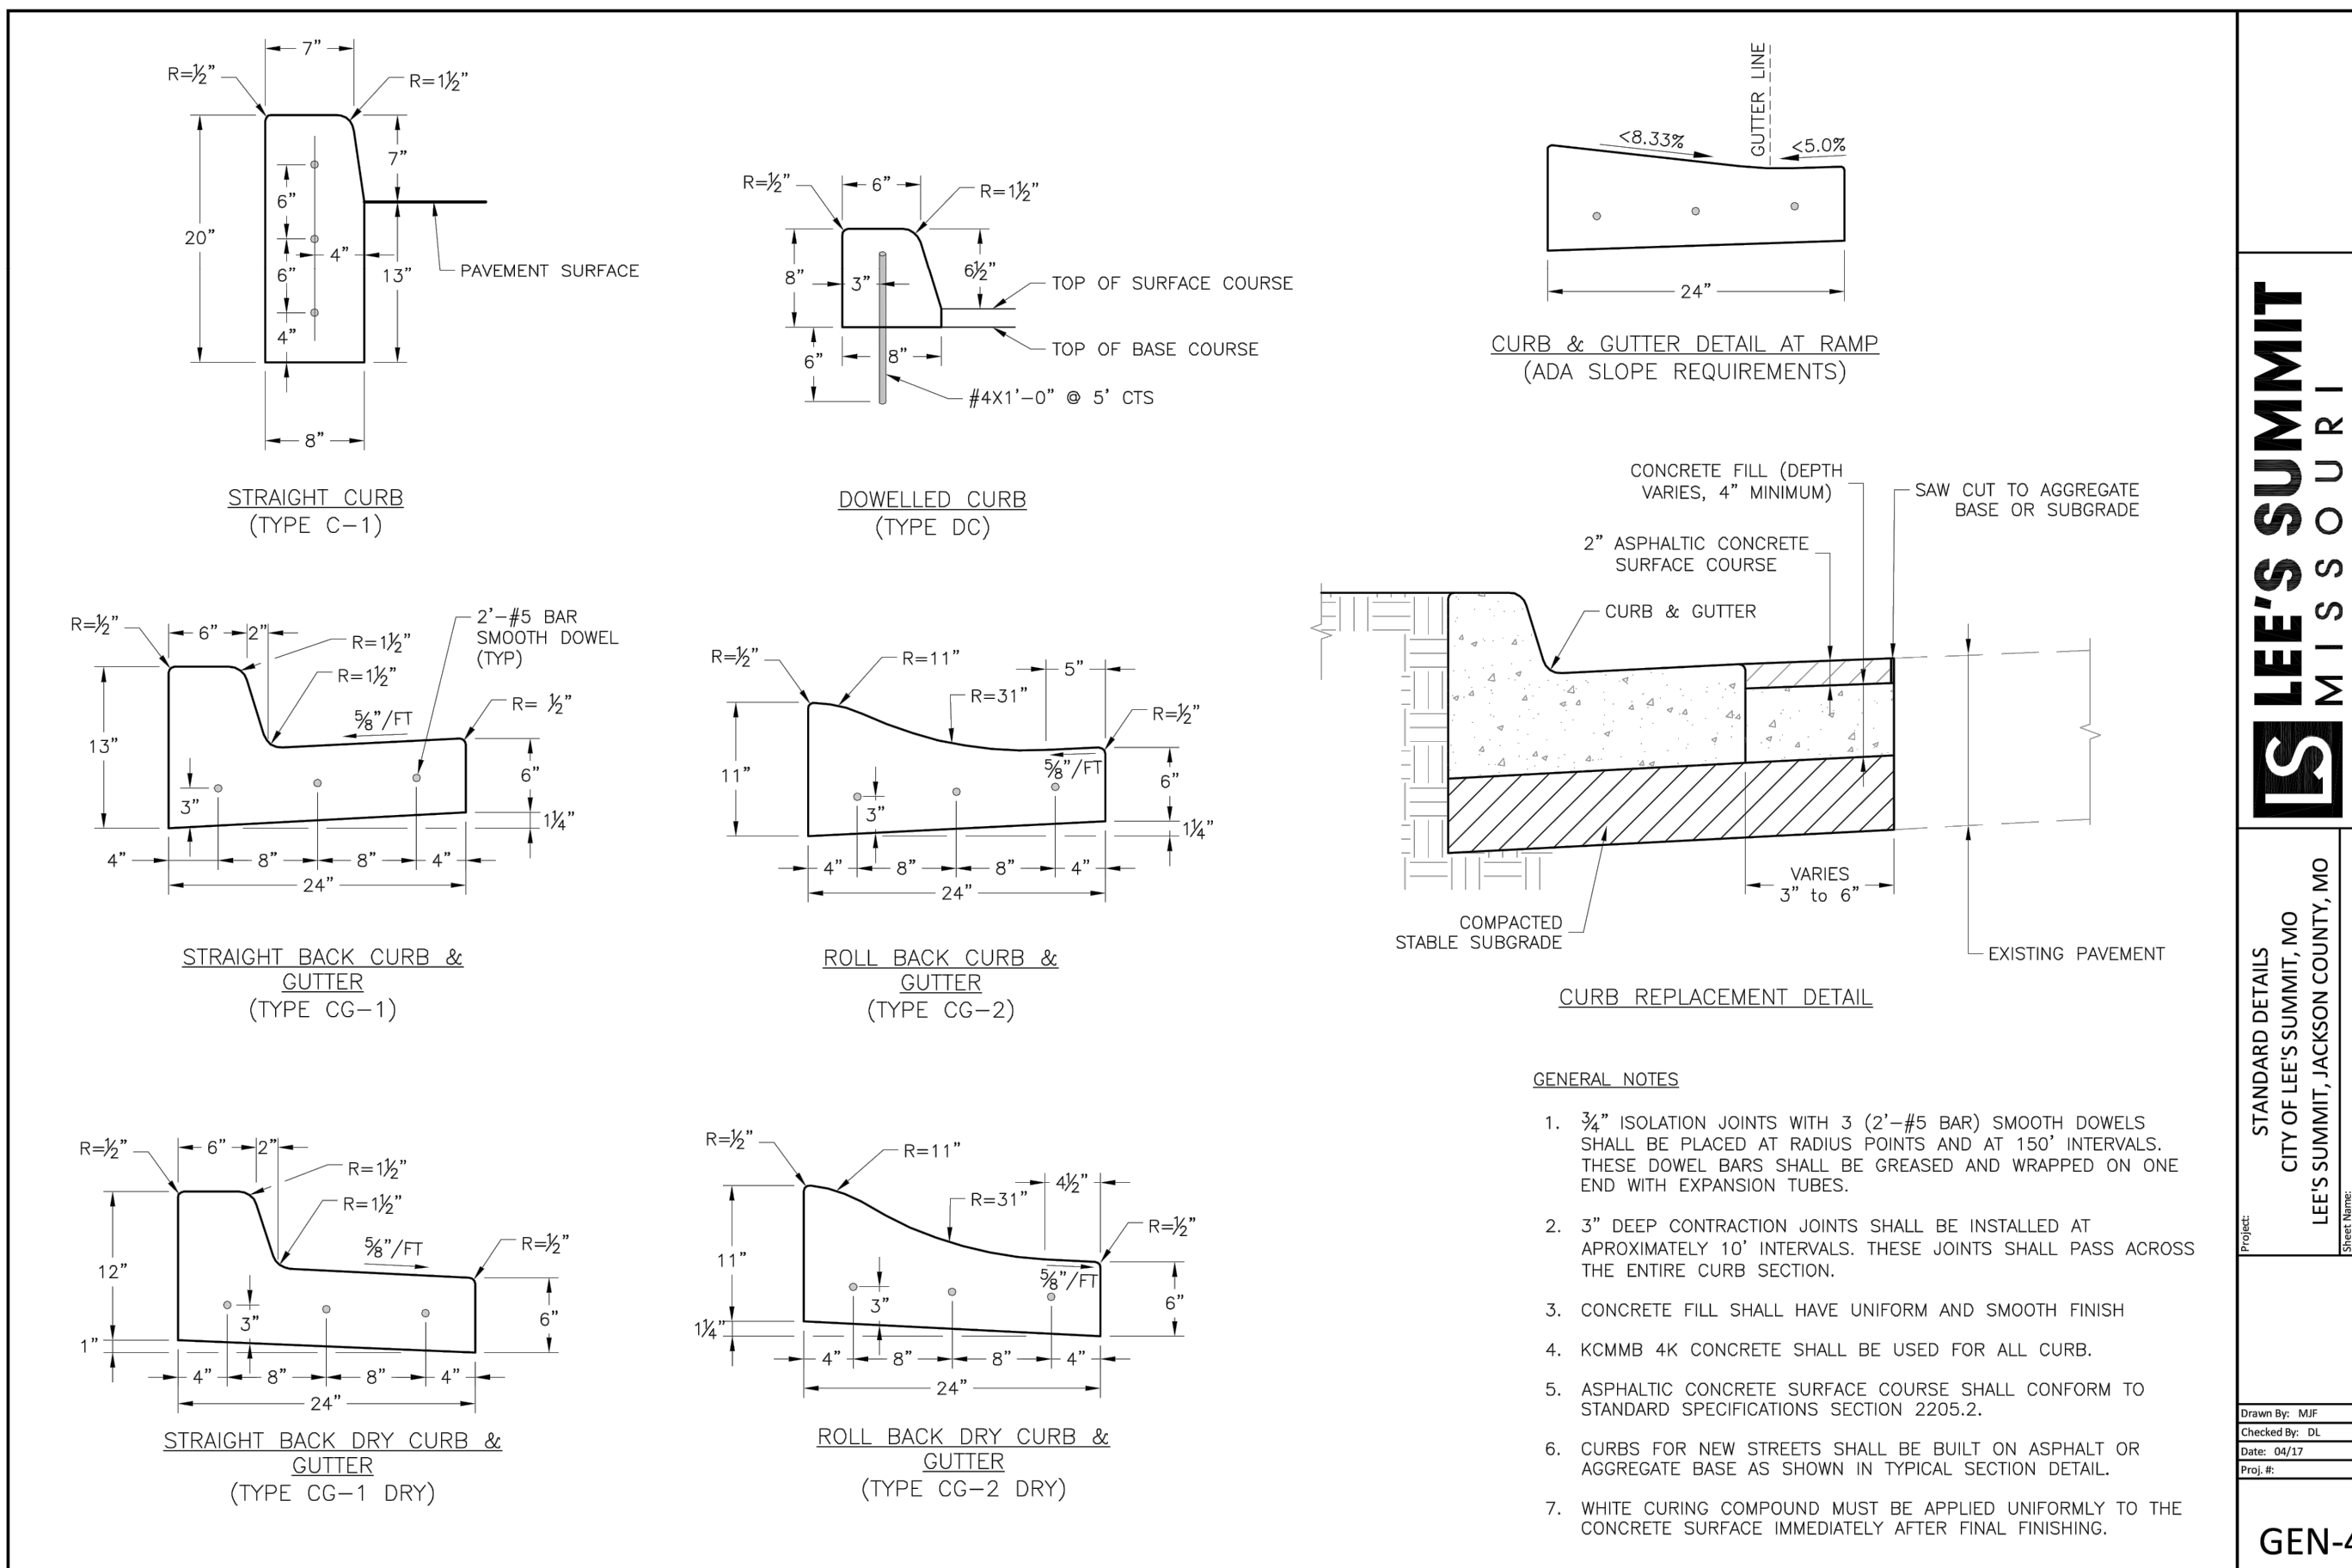 7"
R=½"
R=1½"
7"
6"
20"
4"
6"
13"
PAVEMENT SURFACE
4"
8"
STRAIGHT CURB
(TYPE C-1)
R=½"
6"
R=1½"
8"
3"
6½"
TOP OF SURFACE COURSE
TOP OF BASE COURSE
6"
8"
#4X1'-0" @ 5' CTS
DOWELLED CURB
(TYPE DC)
GUTTER LINE
<8.33%
<5.0%
24"
CURB & GUTTER DETAIL AT RAMP
(ADA SLOPE REQUIREMENTS)
R=½"
6"
2"
R=1½"
R=1½"
2'-#5 BAR
SMOOTH DOWEL
(TYP)
⅝"/FT
R= ½"
13"
3"
6"
1¼"
4"
8"
8"
4"
24"
STRAIGHT BACK CURB &
GUTTER
(TYPE CG-1)
R=½"
R=11"
5"
R=31"
R=½"
11"
⅝"/FT
6"
3"
1¼"
4"
8"
8"
4"
24"
ROLL BACK CURB &
GUTTER
(TYPE CG-2)
CONCRETE FILL (DEPTH
VARIES, 4" MINIMUM)
SAW CUT TO AGGREGATE
BASE OR SUBGRADE
2" ASPHALTIC CONCRETE
SURFACE COURSE
CURB & GUTTER
VARIES
3" to 6"
COMPACTED
STABLE SUBGRADE
EXISTING PAVEMENT
CURB REPLACEMENT DETAIL
R=½"
6"
2"
R=1½"
R=1½"
⅝"/FT
R=½"
12"
3"
6"
1"
4"
8"
8"
4"
24"
STRAIGHT BACK DRY CURB &
GUTTER
(TYPE CG-1 DRY)
R=½"
R=11"
4½"
R=31"
R=½"
11"
⅝"/FT
3"
6"
1¼"
4"
8"
8"
4"
24"
ROLL BACK DRY CURB &
GUTTER
(TYPE CG-2 DRY)
GENERAL NOTES
1. ¾" ISOLATION JOINTS WITH 3 (2'-#5 BAR) SMOOTH DOWELS
SHALL BE PLACED AT RADIUS POINTS AND AT 150' INTERVALS.
THESE DOWEL BARS SHALL BE GREASED AND WRAPPED ON ONE
END WITH EXPANSION TUBES.
2. 3" DEEP CONTRACTION JOINTS SHALL BE INSTALLED AT
APROXIMATELY 10' INTERVALS. THESE JOINTS SHALL PASS ACROSS
THE ENTIRE CURB SECTION.
3. CONCRETE FILL SHALL HAVE UNIFORM AND SMOOTH FINISH
4. KCMMB 4K CONCRETE SHALL BE USED FOR ALL CURB.
5. ASPHALTIC CONCRETE SURFACE COURSE SHALL CONFORM TO
STANDARD SPECIFICATIONS SECTION 2205.2.
6. CURBS FOR NEW STREETS SHALL BE BUILT ON ASPHALT OR
AGGREGATE BASE AS SHOWN IN TYPICAL SECTION DETAIL.
7. WHITE CURING COMPOUND MUST BE APPLIED UNIFORMLY TO THE
CONCRETE SURFACE IMMEDIATELY AFTER FINAL FINISHING.
LS
LEE'S SUMMIT
MISSOURI
Project:
STANDARD DETAILS
CITY OF LEE'S SUMMIT, MO
LEE'S SUMMIT, JACKSON COUNTY, MO
Sheet Name:
Drawn By: MJF
Checked By: DL
Date: 04/17
Proj. #:
GEN-4